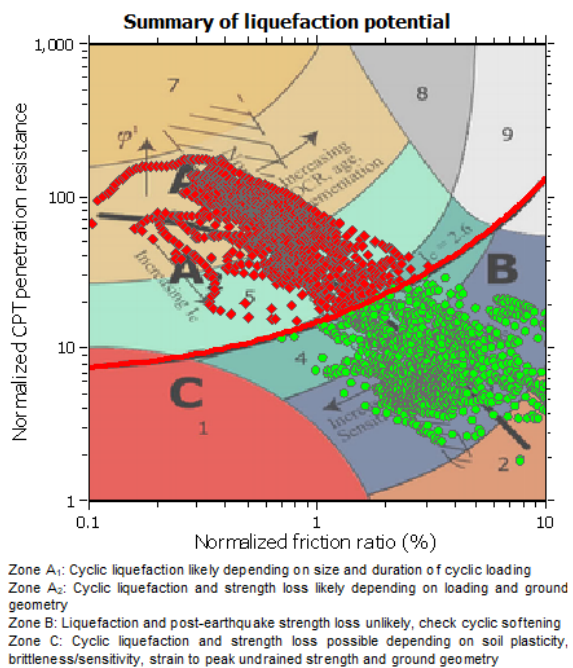 Summary of liquefaction potential
1,000
7
8
9
φ'
Increasing
OCR, age,
cementation
100
A
Normalized CPT penetration resistance
Ic = 2.6
A
B
Increasing Ic
5
10
4
C
1
Increasing
Sensitivity
2
1
0.1
1
10
Normalized friction ratio (%)
Zone A₁: Cyclic liquefaction likely depending on size and duration of cyclic loading
Zone A₂: Cyclic liquefaction and strength loss likely depending on loading and ground
geometry
Zone B: Liquefaction and post-earthquake strength loss unlikely, check cyclic softening
Zone C: Cyclic liquefaction and strength loss possible depending on soil plasticity,
brittleness/sensitivity, strain to peak undrained strength and ground geometry